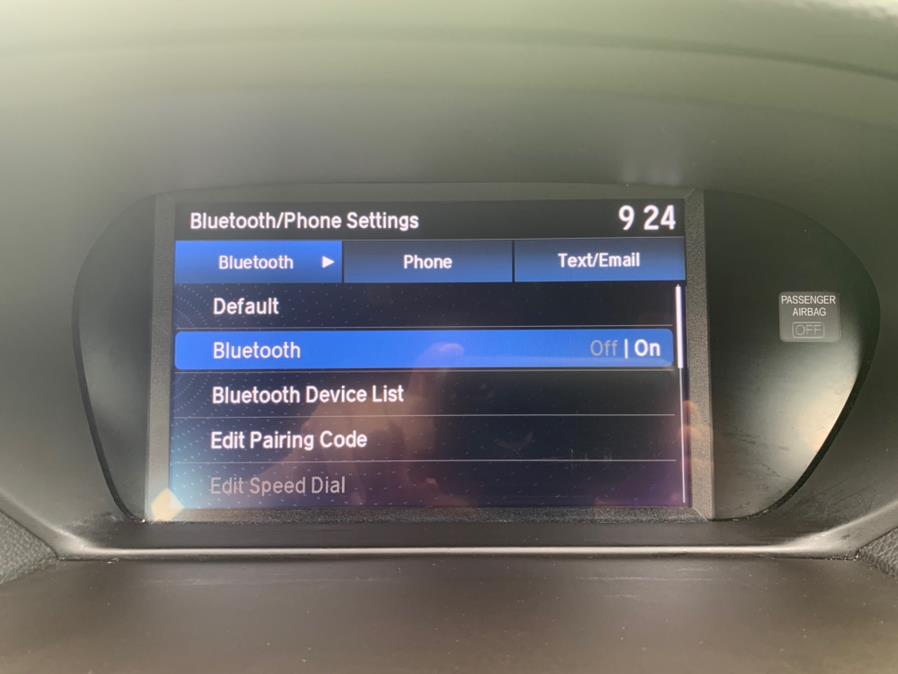 Bluetooth/Phone Settings 9 24
Bluetooth ▶ Phone Text/Email
Default
Bluetooth Off | On
Bluetooth Device List
Edit Pairing Code
Edit Speed Dial
PASSENGER
AIRBAG
OFF